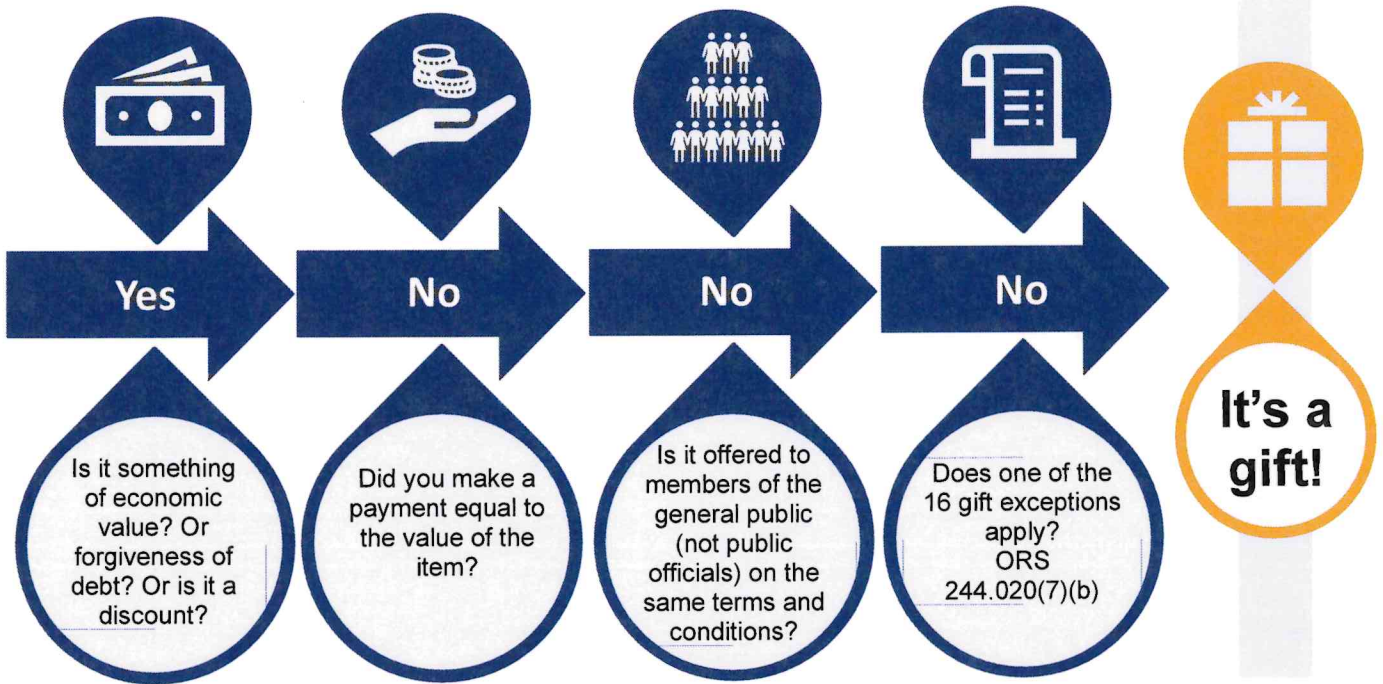 Yes
No
No
No
Is it something
of economic
value? Or
forgiveness of
debt? Or is it a
discount?
Did you make a
payment equal to
the value of the
item?
Is it offered to
members of the
general public
(not public
officials) on the
same terms and
conditions?
Does one of the
16 gift exceptions
apply?
ORS
244.020(7)(b)
It's a
gift!